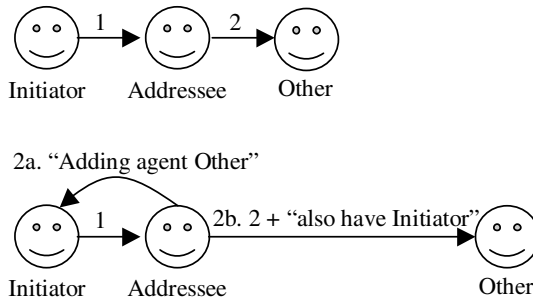 1 2
Initiator Addressee Other
2a. “Adding agent Other”
1 2b. 2 + “also have Initiator”
Initiator Addressee Other